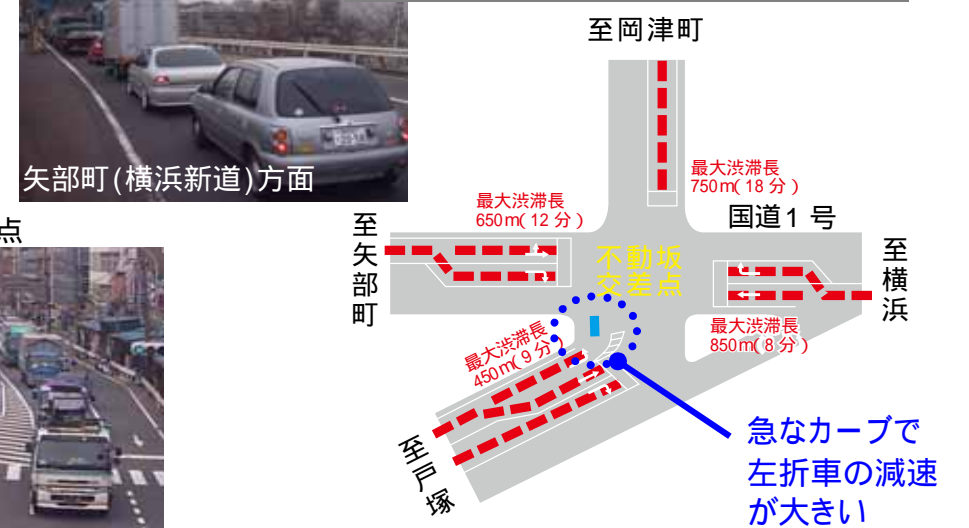 至岡津町
最大渋滞長
750m(18分)
矢部町(横浜新道)方面
最大渋滞長
650m(12分)
国道1号
点
至矢部町
不動坂
交差点
至横浜
最大渋滞長
850m(8分)
最大渋滞長
450m(9分)
至戸塚
急なカーブで
左折車の減速
が大きい